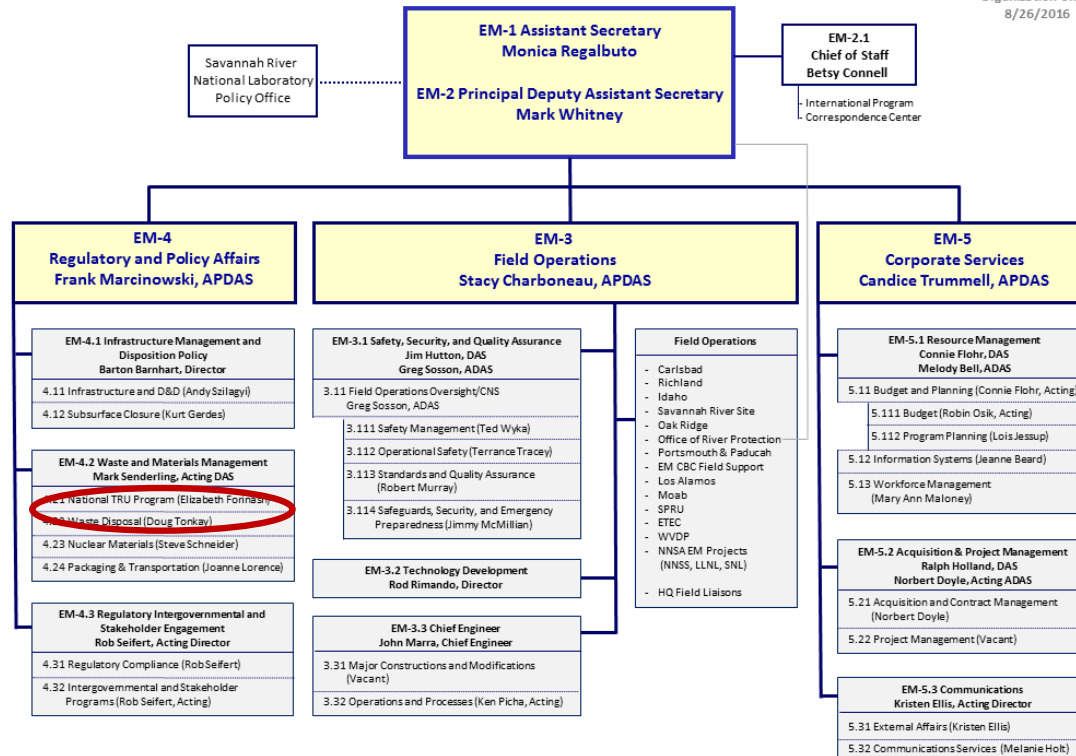 8/26/2016
EM-1 Assistant Secretary
Monica Regalbuto
EM-2 Principal Deputy Assistant Secretary
Mark Whitney
Savannah River
National Laboratory
Policy Office
EM-2.1
Chief of Staff
Betsy Connell
- International Program
- Correspondence Center
EM-4
Regulatory and Policy Affairs
Frank Marcinowski, APDAS
EM-3
Field Operations
Stacy Charboneau, APDAS
EM-5
Corporate Services
Candice Trummell, APDAS
EM-4.1 Infrastructure Management and
Disposition Policy
Barton Barnhart, Director
4.11 Infrastructure and D&D (Andy Szilagyi)
4.12 Subsurface Closure (Kurt Gerdes)
EM-4.2 Waste and Materials Management
Mark Senderling, Acting DAS
4.21 National TRU Program (Elizabeth Forinash)
Waste Disposal (Doug Tonkay)
4.23 Nuclear Materials (Steve Schneider)
4.24 Packaging & Transportation (Joanne Lorence)
EM-4.3 Regulatory Intergovernmental and
Stakeholder Engagement
Rob Seifert, Acting Director
4.31 Regulatory Compliance (Rob Seifert)
4.32 Intergovernmental and Stakeholder
Programs (Rob Seifert, Acting)
EM-3.1 Safety, Security, and Quality Assurance
Jim Hutton, DAS
Greg Sosson, ADAS
3.11 Field Operations Oversight/CNS
Greg Sosson, ADAS
3.111 Safety Management (Ted Wyka)
3.112 Operational Safety (Terrance Tracey)
3.113 Standards and Quality Assurance
(Robert Murray)
3.114 Safeguards, Security, and Emergency
Preparedness (Jimmy McMillian)
EM-3.2 Technology Development
Rod Rimando, Director
EM-3.3 Chief Engineer
John Marra, Chief Engineer
3.31 Major Constructions and Modifications
(Vacant)
3.32 Operations and Processes (Ken Picha, Acting)
Field Operations
- Carlsbad
- Richland
- Idaho
- Savannah River Site
- Oak Ridge
- Office of River Protection
- Portsmouth & Paducah
- EM CBC Field Support
- Los Alamos
- Moab
- SPRU
- ETEC
- WVDP
- NNSA EM Projects
(NNSS, LLNL, SNL)
- HQ Field Liaisons
EM-5.1 Resource Management
Connie Flohr, DAS
Melody Bell, ADAS
5.11 Budget and Planning (Connie Flohr, Acting)
5.111 Budget (Robin Osik, Acting)
5.112 Program Planning (Lois Jessup)
5.12 Information Systems (Jeanne Beard)
5.13 Workforce Management
(Mary Ann Maloney)
EM-5.2 Acquisition & Project Management
Ralph Holland, DAS
Norbert Doyle, Acting ADAS
5.21 Acquisition and Contract Management
(Norbert Doyle)
5.22 Project Management (Vacant)
EM-5.3 Communications
Kristen Ellis, Acting Director
5.31 External Affairs (Kristen Ellis)
5.32 Communications Services (Melanie Holt)